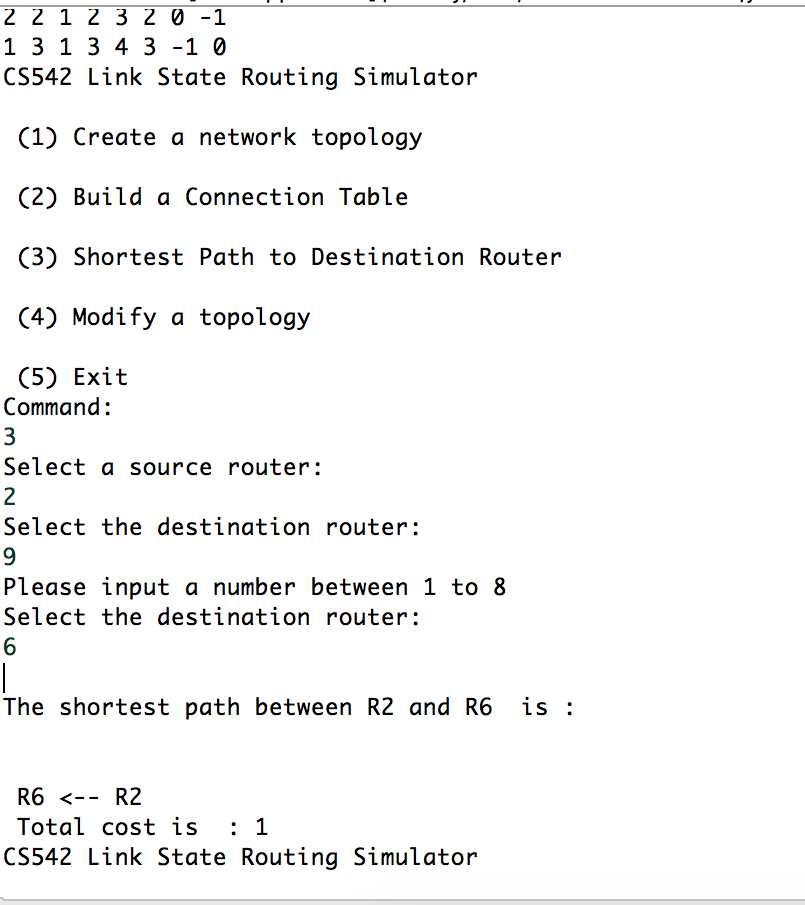 2 2 1 2 3 2 0 -1
1 3 1 3 4 3 -1 0
CS542 Link State Routing Simulator
(1) Create a network topology
(2) Build a Connection Table
(3) Shortest Path to Destination Router
(4) Modify a topology
(5) Exit
Command:
3
Select a source router:
2
Select the destination router:
9
Please input a number between 1 to 8
Select the destination router:
6
The shortest path between R2 and R6  is :
R6 <-- R2
Total cost is  : 1
CS542 Link State Routing Simulator